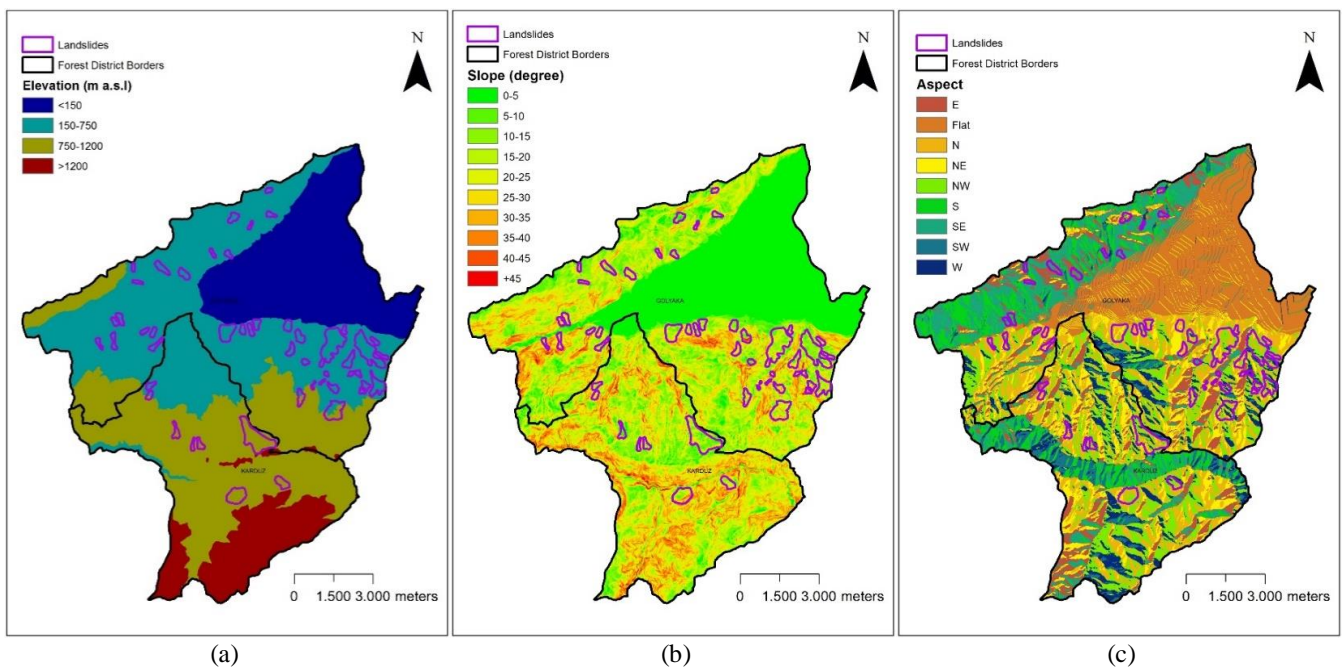 N
Landslides
Forest District Borders
Elevation (m a.s.l)
<150
150-750
750-1200
>1200
KARDUZ
0 1.500 3.000 meters
(a)
N
Landslides
Forest District Borders
Slope (degree)
0-5
5-10
10-15
15-20
20-25
25-30
30-35
35-40
40-45
+45
GOLYAKA
KARDUZ
0 1.500 3.000 meters
(b)
N
Landslides
Forest District Borders
Aspect
E
Flat
N
NE
NW
S
SE
SW
W
GOLYAKA
KARDUZ
0 1.500 3.000 meters
(c)